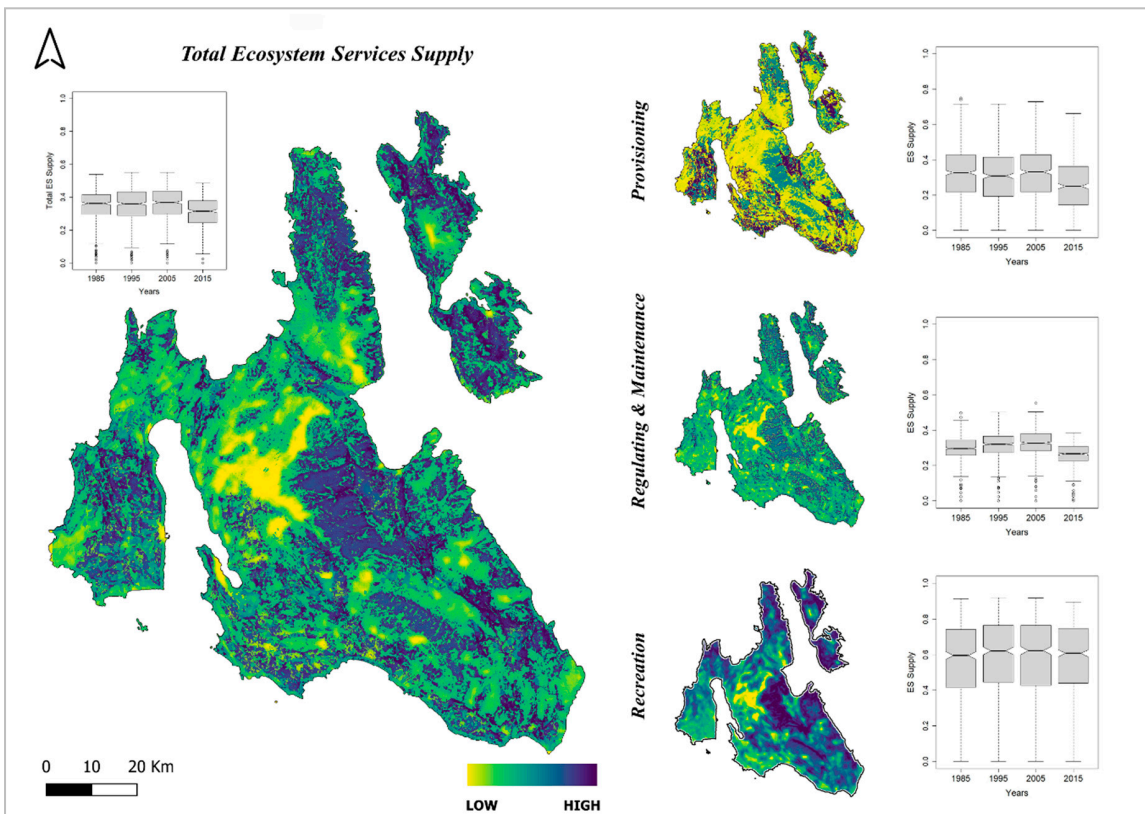 Total Ecosystem Services Supply
Total ES Supply
1.0
0.8
0.6
0.4
0.2
0.0
1985 1995 2005 2015
Years
0 10 20 Km
LOW HIGH
Provisioning
ES Supply
1.0
0.8
0.6
0.4
0.2
0.0
1985 1995 2005 2015
Years
Regulating & Maintenance
ES Supply
1.0
0.8
0.6
0.4
0.2
0.0
1985 1995 2005 2015
Years
Recreation
ES Supply
1.0
0.8
0.6
0.4
0.2
0.0
1985 1995 2005 2015
Years